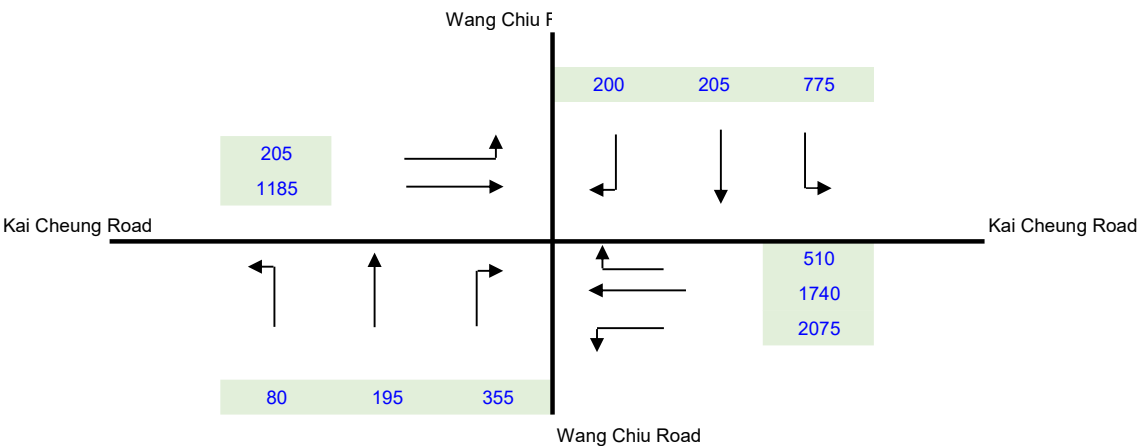 Wang Chiu F
200 205 775
205
1185
Kai Cheung Road
Kai Cheung Road
510
1740
2075
80 195 355
Wang Chiu Road